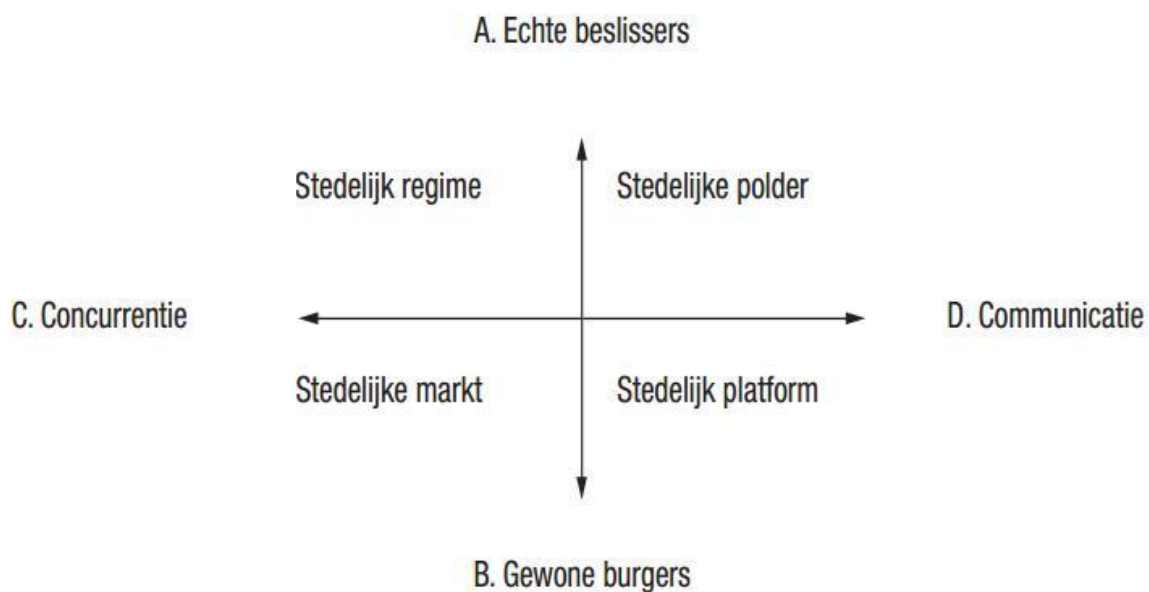 A. Echte beslissers
Stedelijk regime
Stedelijke polder
C. Concurrentie
D. Communicatie
Stedelijke markt
Stedelijk platform
B. Gewone burgers